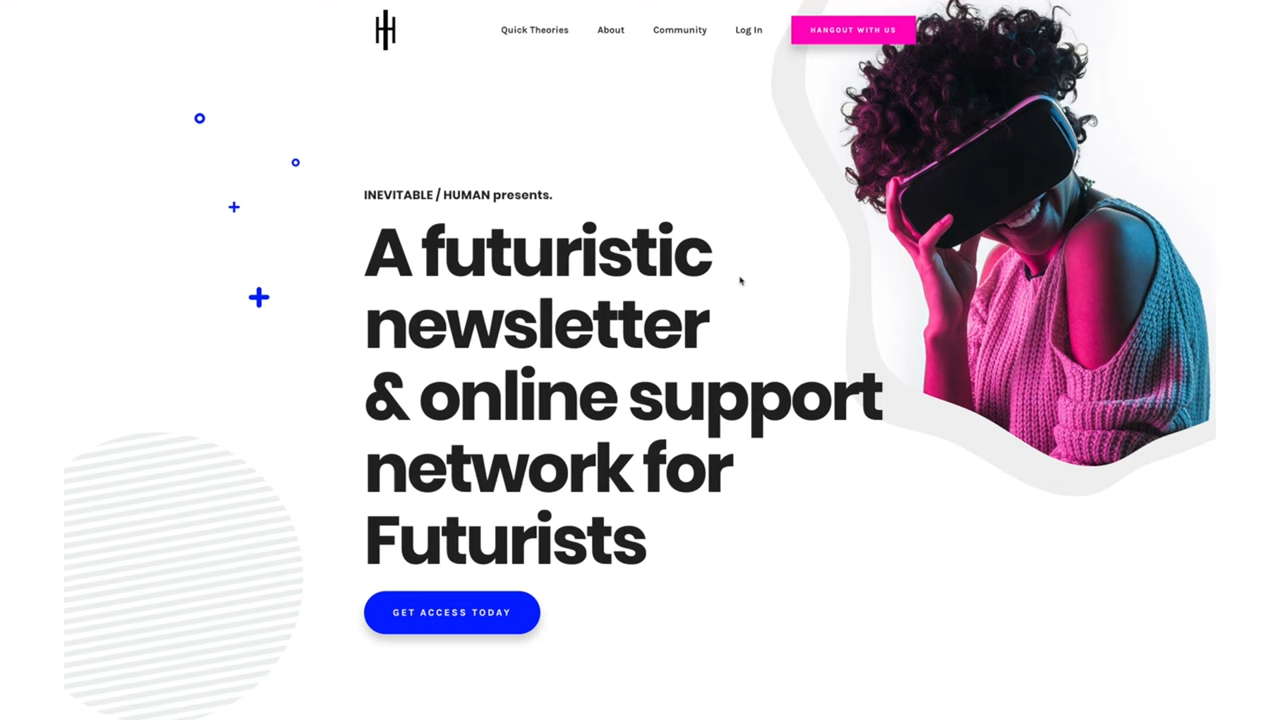 Quick Theories
About
Community
Log In
HANGOUT WITH US
INEVITABLE / HUMAN presents.
A futuristic
newsletter
& online support
network for
Futurists
GET ACCESS TODAY